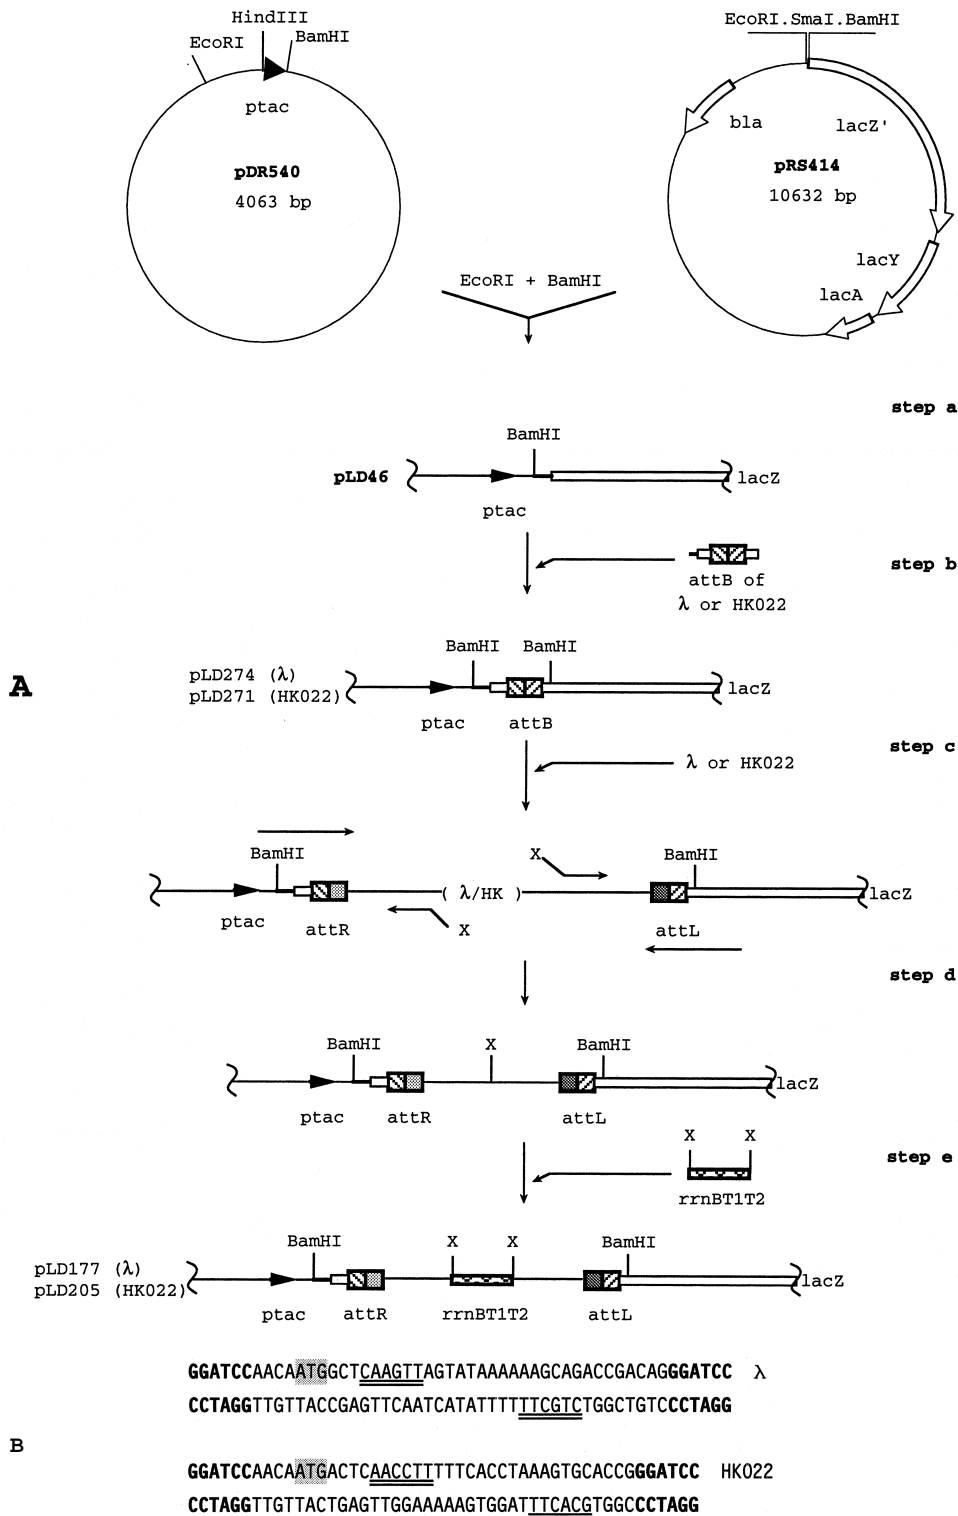 HindIII
EcoRI
BamHI
ptac
pDR540
4063 bp
EcoRI.SmaI.BamHI
bla
lacZ'
pRS414
10632 bp
lacY
lacA
EcoRI + BamHI
step a
BamHI
pLD46
lacZ
ptac
step b
attB of
λ or HK022
A
BamHI
BamHI
pLD274 (λ)
pLD271 (HK022)
lacZ
ptac
attB
step c
λ or HK022
BamHI
X
BamHI
( λ/HK )
lacZ
ptac
attR
X
attL
step d
BamHI
X
BamHI
lacZ
ptac
attR
attL
X
X
step e
rrnBT1T2
BamHI
X
X
BamHI
pLD177 (λ)
pLD205 (HK022)
lacZ
ptac
attR
rrnBT1T2
attL
GGATCCAACAATGGCTCAAGTTAGTATAAAAAAGCAGACCGACAGGGATCC λ
CCTAGGTTGTTACCGAGTTCAATCATATTTTTTCGTCTGGCTGTCCCTAGG
B
GGATCCAACAATGACTCAACCTTTTTCACCTAAAGTGCACCGGGATCC HK022
CCTAGGTTGTTACTGAGTTGGAAAAAGTGGATTTCACGTGGCCCTAGG